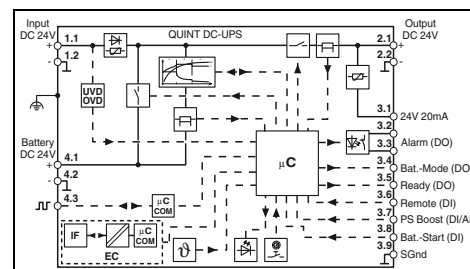 Input
DC 24V
QUINT DC-UPS
Output
DC 24V
1.1
+
1.2
-
2.1
+
2.2
-
UVD
OVD
3.1
24V 20mA
3.2
Alarm (DO)
3.3
Battery
DC 24V
4.1
+
4.2
-
4.3
µC
3.4
Bat.-Mode (DO
3.5
Ready (DO)
3.6
Remote (DI)
3.7
PS Boost (DI/A
3.8
Bat.-Start (DI)
3.9
SGnd
µC
COM
IF
µC
COM
EC
ϑ